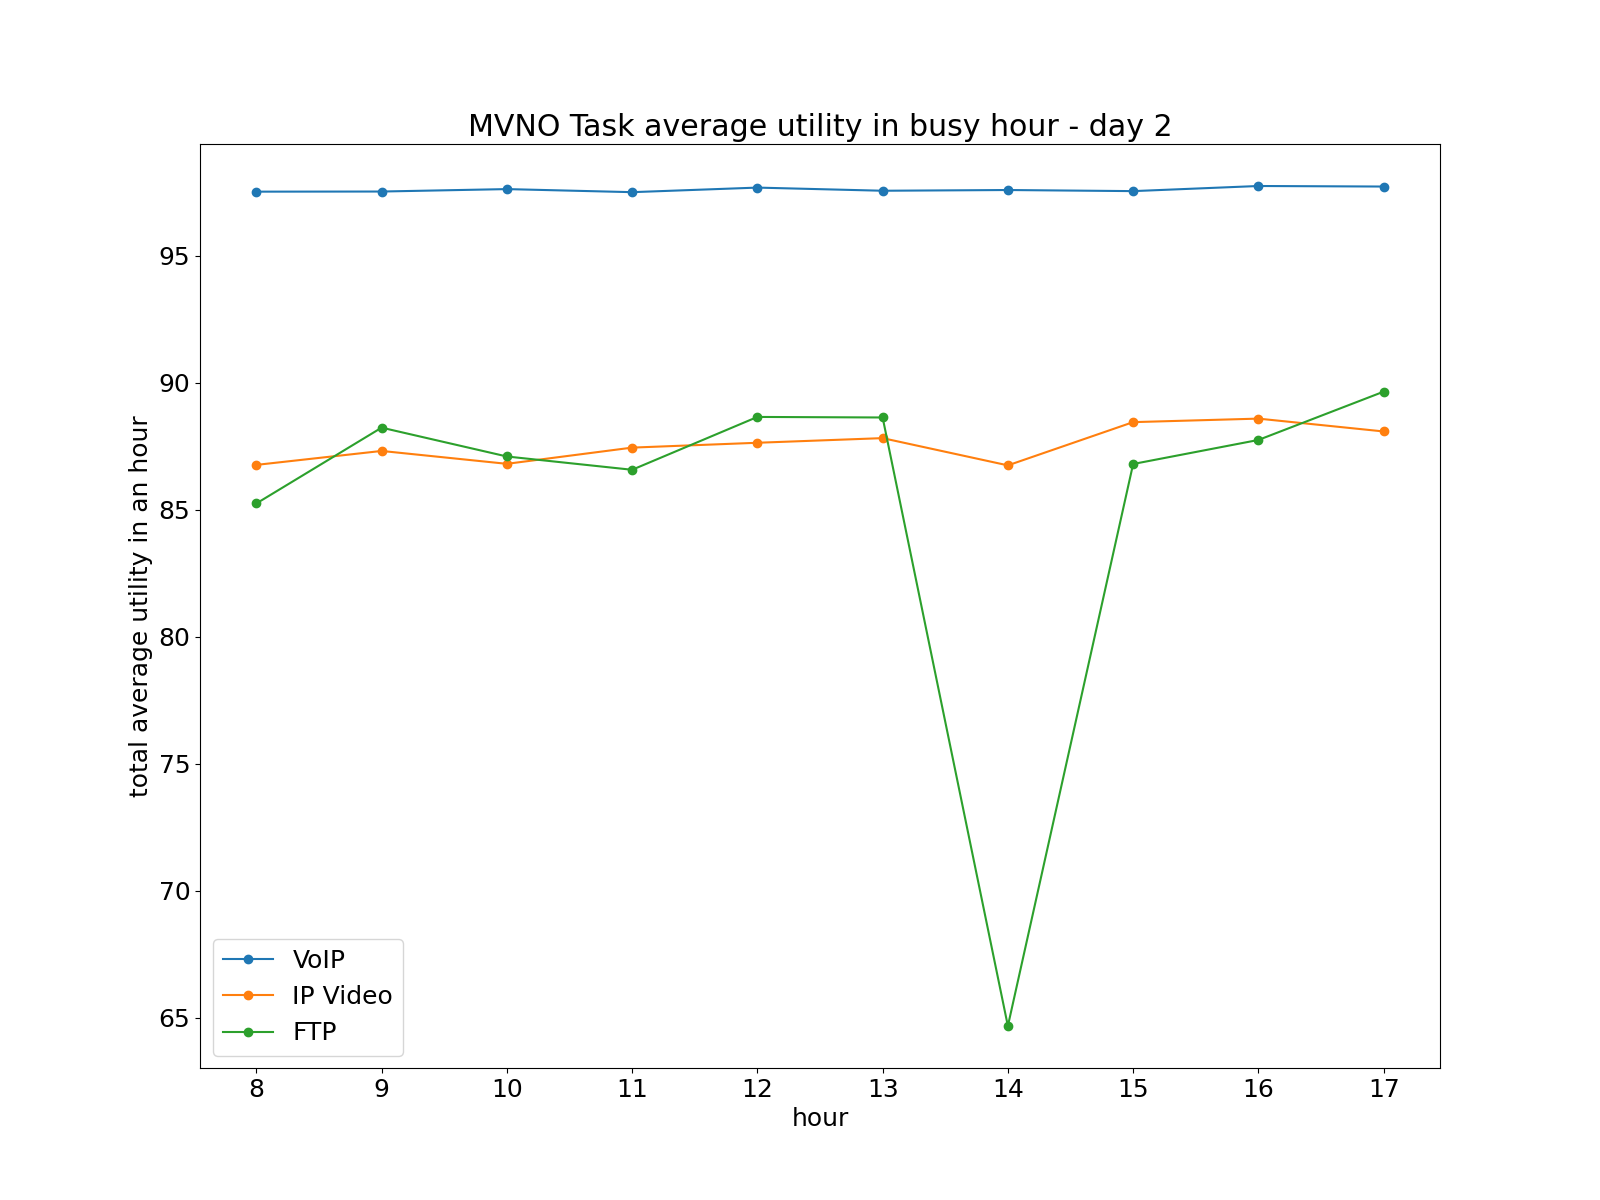 MVNO Task average utility in busy hour - day 2
total average utility in an hour
95
90
85
80
75
70
65
VoIP
IP Video
FTP
8 9 10 11 12 13 14 15 16 17
hour